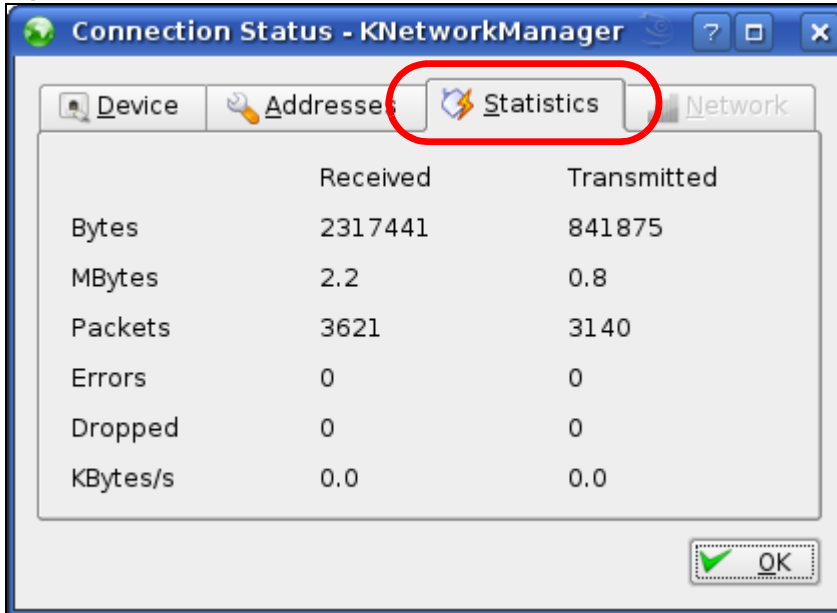 Connection Status - KNetworkManager
Device Addresses Statistics Network
Received Transmitted
Bytes 2317441 841875
MBytes 2.2 0.8
Packets 3621 3140
Errors 0 0
Dropped 0 0
KBytes/s 0.0 0.0
OK